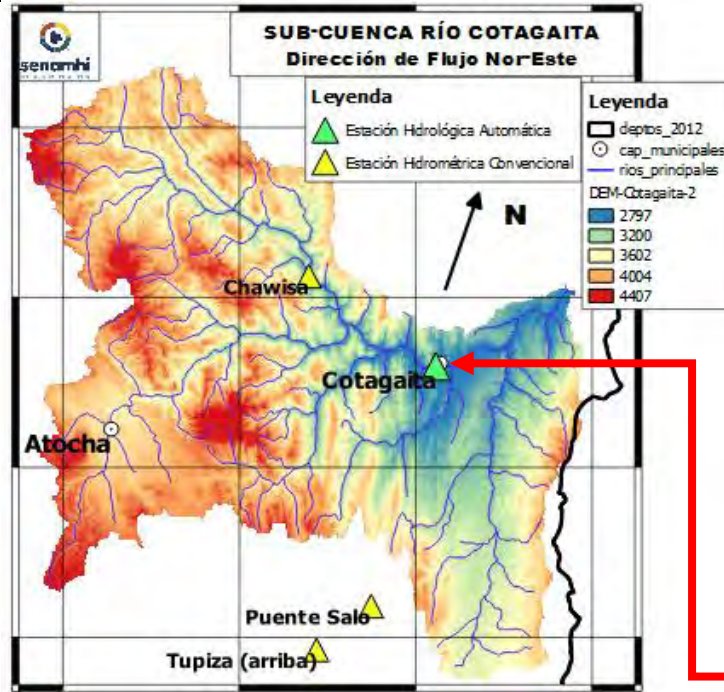 senamhi
SUB-CUENCA RÍO COTAGAITA
Dirección de Flujo Nor-Este
Leyenda
Estación Hidrológica Automática
Estación Hidrométrica Convencional
Leyenda
deptos_2012
cap_municipales
rios_principales
DEM-Cotagaita-2
2797
3200
3602
4004
4407
N
Chawisa
Cotagaita
Atocha
Puente Salo
Tupiza (arriba)